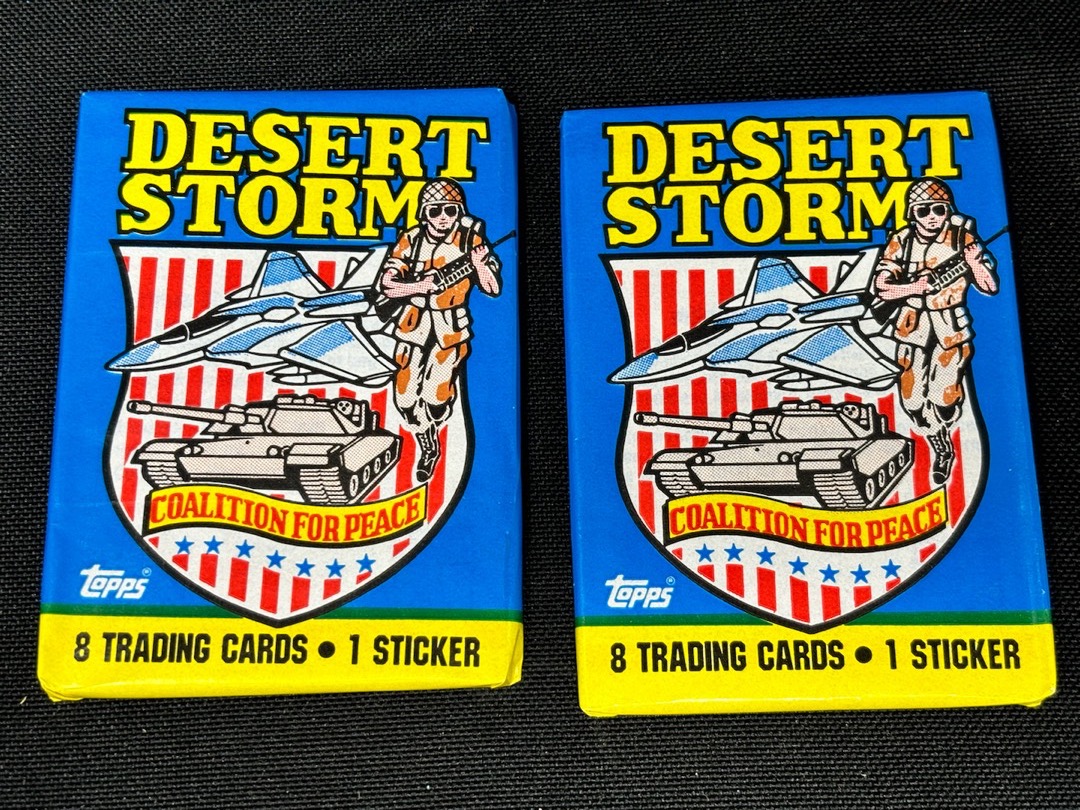 DESERT
STORM
COALITION FOR PEACE
topps®
8 TRADING CARDS • 1 STICKER
DESERT
STORM
COALITION FOR PEACE
topps®
8 TRADING CARDS • 1 STICKER